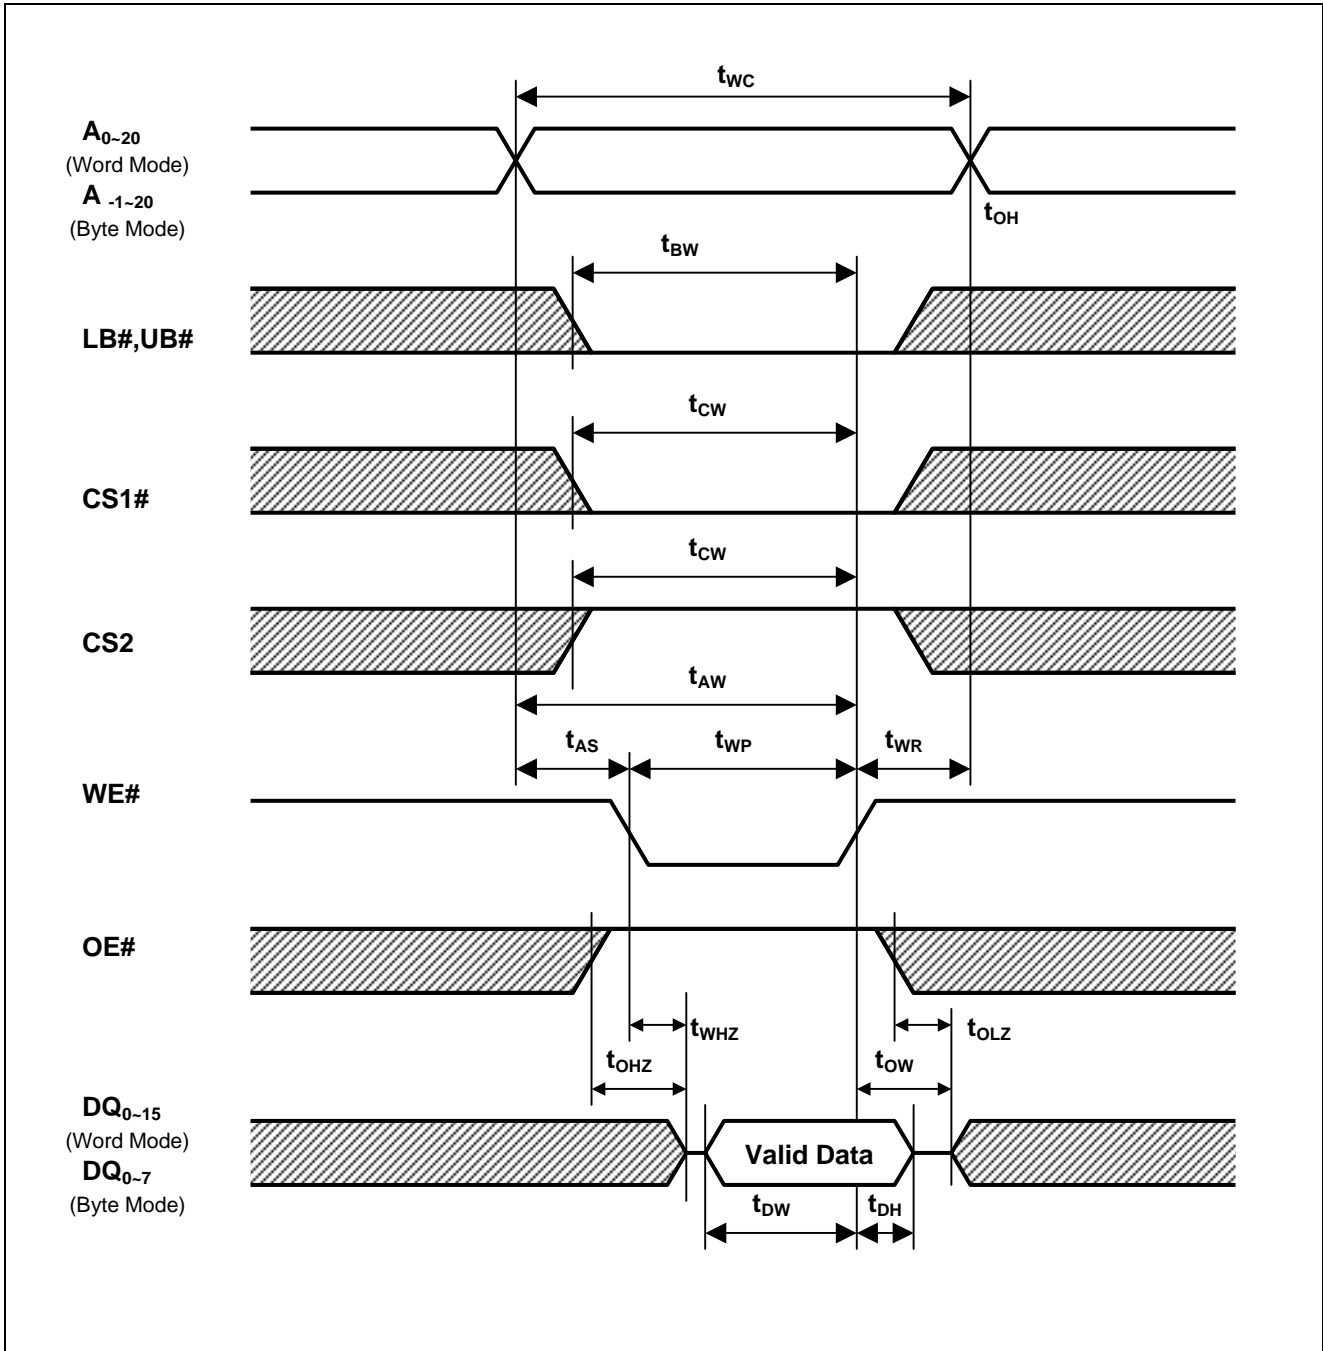 tWC
A0~20
(Word Mode)
A -1~20
(Byte Mode)
tOH
tBW
LB#,UB#
tCW
CS1#
tCW
CS2
tAW
tAS
tWP
tWR
WE#
OE#
tWHZ
tOLZ
tOHZ
tOW
DQ0~15
(Word Mode)
DQ0~7
(Byte Mode)
Valid Data
tDW
tDH